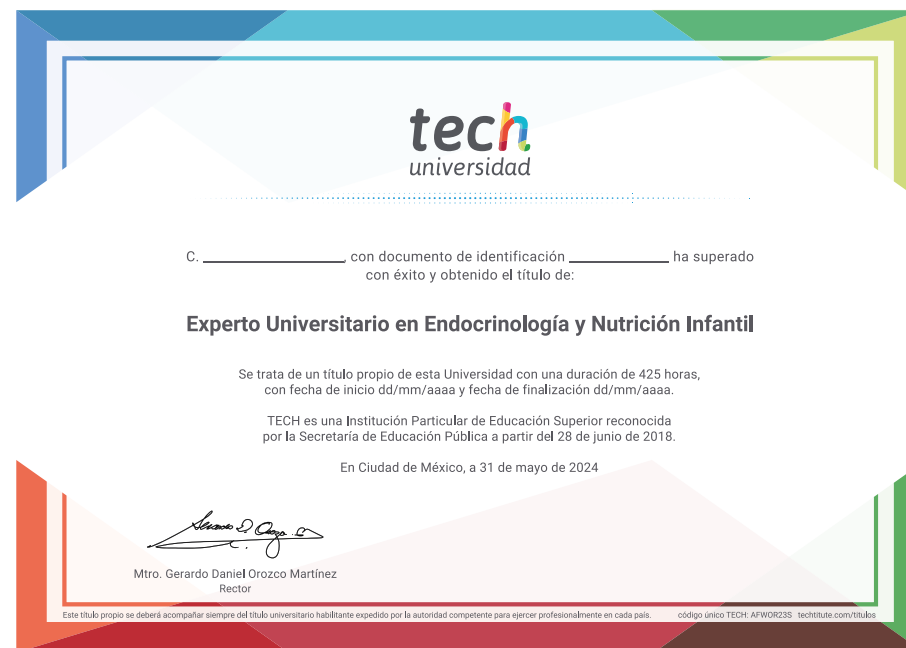 tech
universidad
C. ____________________, con documento de identificación ______________ ha superado
con éxito y obtenido el título de:
Experto Universitario en Endocrinología y Nutrición Infantil
Se trata de un título propio de esta Universidad con una duración de 425 horas,
con fecha de inicio dd/mm/aaaa y fecha de finalización dd/mm/aaaa.
TECH es una Institución Particular de Educación Superior reconocida
por la Secretaría de Educación Pública a partir del 28 de junio de 2018.
En Ciudad de México, a 31 de mayo de 2024
Mtro. Gerardo Daniel Orozco Martínez
Rector
Este título propio se deberá acompañar siempre del título universitario habilitante expedido por la autoridad competente para ejercer profesionalmente en cada país. código único TECH: AFWOR23S techtitute.com/titulos